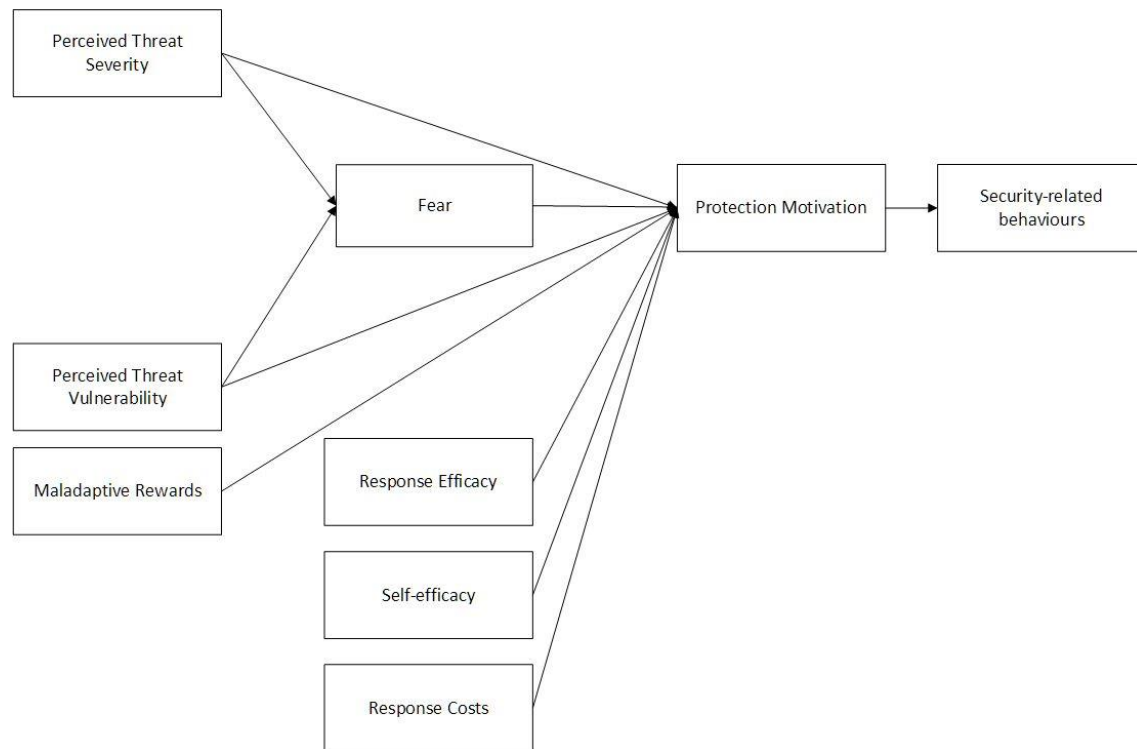 Perceived Threat
Severity
Fear
Protection Motivation
Security-related
behaviours
Perceived Threat
Vulnerability
Maladaptive Rewards
Response Efficacy
Self-efficacy
Response Costs